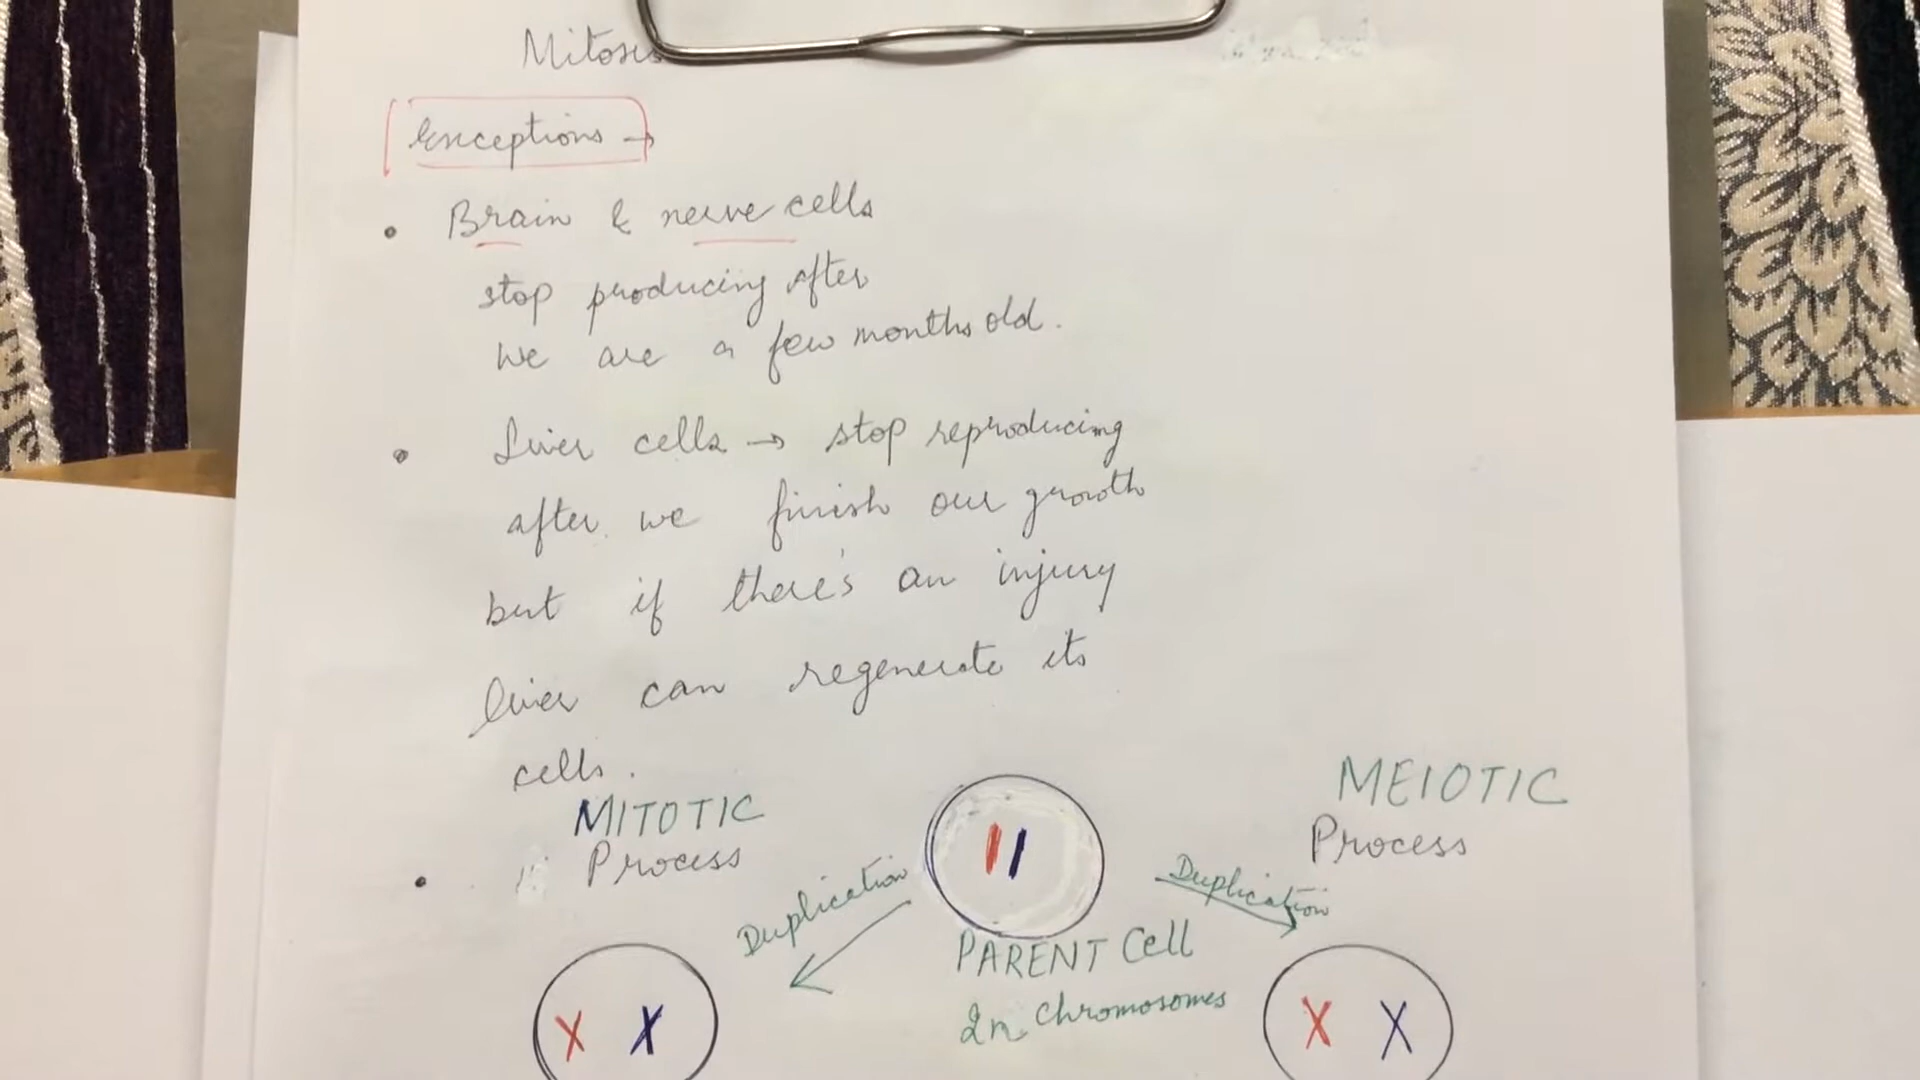 Mitosis
Exceptions →
• Brain & nerve cells
stop producing after
we are a few months old.
• Liver cells → stop reproducing
after we finish our growth
but if there's an injury
liver can regenerate its
cells.
MITOTIC
Process
MEIOTIC
Process
Duplication
Duplication
PARENT Cell
2n Chromosomes